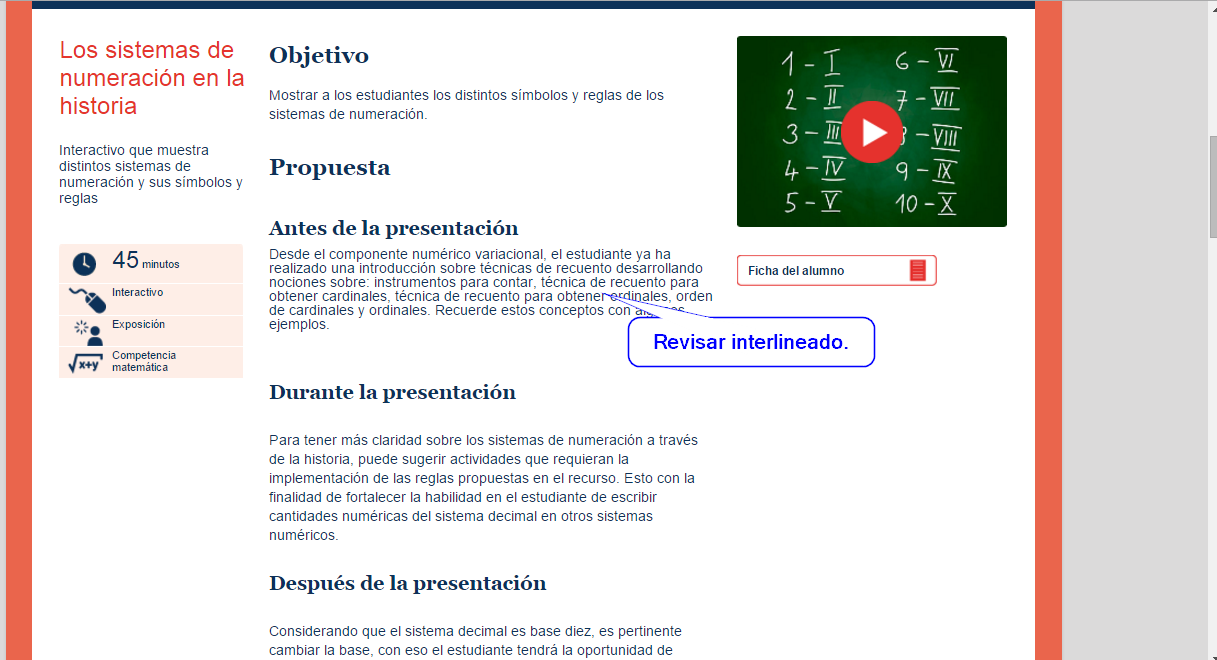 Los sistemas de
numeración en la
historia
Interactivo que muestra
distintos sistemas de
numeración y sus símbolos y
reglas
45 minutos
Interactivo
Exposición
√x+y
Competencia
matemática
Objetivo
Mostrar a los estudiantes los distintos símbolos y reglas de los
sistemas de numeración.
Propuesta
Antes de la presentación
Desde el componente numérico variacional, el estudiante ya ha
realizado una introducción sobre técnicas de recuento desarrollando
nociones sobre: instrumentos para contar, técnica de recuento para
obtener cardinales, técnica de recuento para obtener ordinales, orden
de cardinales y ordinales. Recuerde estos conceptos con
ejemplos.
Revisar interlineado.
Durante la presentación
Para tener más claridad sobre los sistemas de numeración a través
de la historia, puede sugerir actividades que requieran la
implementación de las reglas propuestas en el recurso. Esto con la
finalidad de fortalecer la habilidad en el estudiante de escribir
cantidades numéricas del sistema decimal en otros sistemas
numéricos.
Después de la presentación
Considerando que el sistema decimal es base diez, es pertinente
cambiar la base, con eso el estudiante tendrá la oportunidad de
1 - I
2 - II
3 - III
4 - IV
5 - V
6 - VI
7 - VII
8 - VIII
9 - IX
10 - X
Ficha del alumno